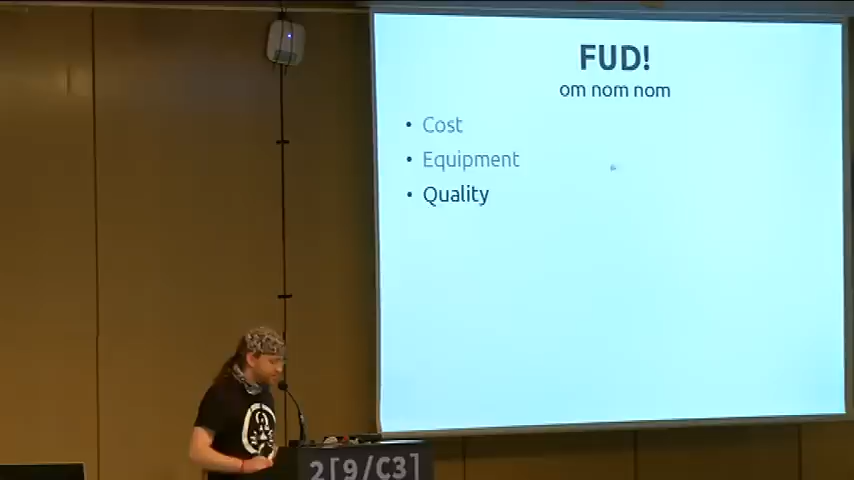 FUD!
om nom nom
• Cost
• Equipment
• Quality
2[9/C3]